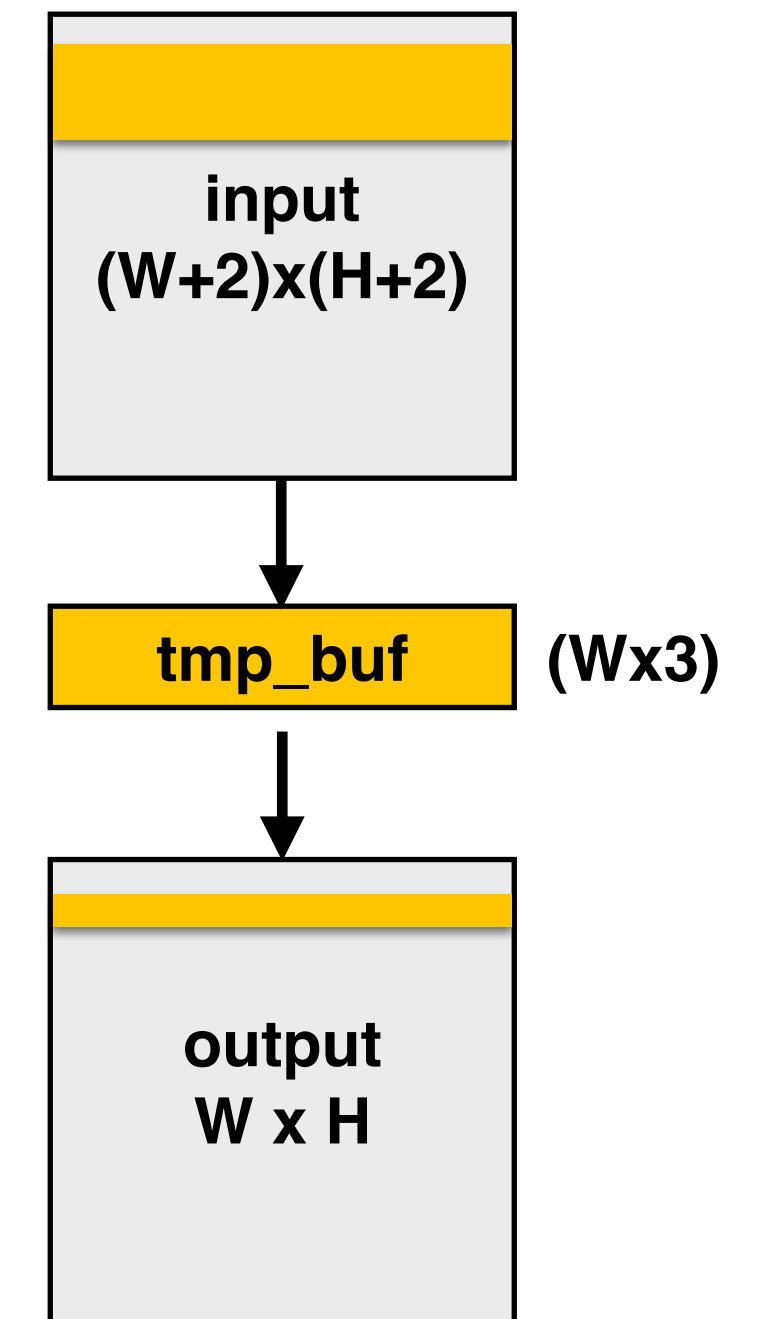 input
(W+2)x(H+2)
tmp_buf
(Wx3)
output
W x H